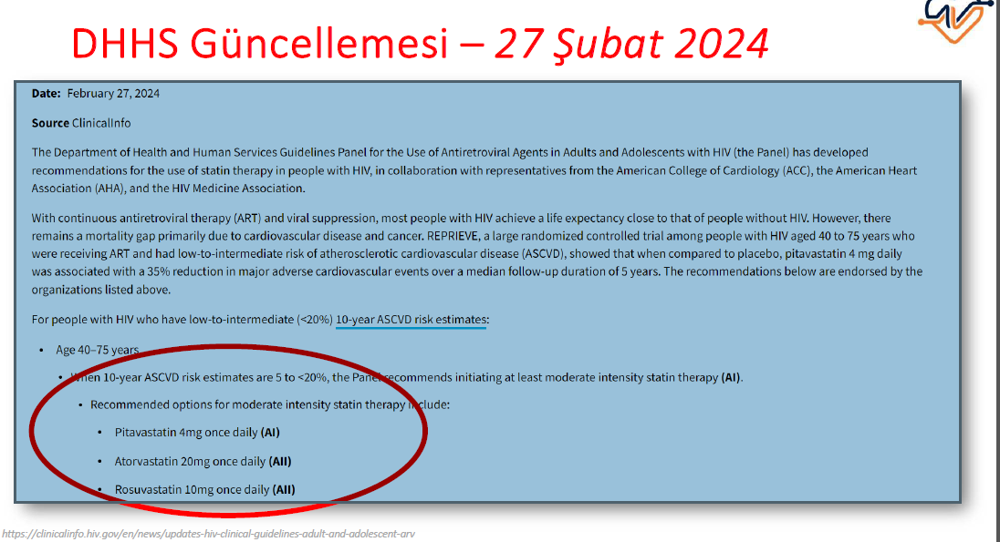 DHHS Güncellemesi – 27 Şubat 2024
Date: February 27, 2024
Source ClinicalInfo
The Department of Health and Human Services Guidelines Panel for the Use of Antiretroviral Agents in Adults and Adolescents with HIV (the Panel) has developed
recommendations for the use of statin therapy in people with HIV, in collaboration with representatives from the American College of Cardiology (ACC), the American Heart
Association (AHA), and the HIV Medicine Association.
With continuous antiretroviral therapy (ART) and viral suppression, most people with HIV achieve a life expectancy close to that of people without HIV. However, there
remains a mortality gap primarily due to cardiovascular disease and cancer. REPRIEVE, a large randomized controlled trial among people with HIV aged 40 to 75 years who
were receiving ART and had low-to-intermediate risk of atherosclerotic cardiovascular disease (ASCVD), showed that when compared to placebo, pitavastatin 4 mg daily
was associated with a 35% reduction in major adverse cardiovascular events over a median follow-up duration of 5 years. The recommendations below are endorsed by the
organizations listed above.
For people with HIV who have low-to-intermediate (<20%) 10-year ASCVD risk estimates:
• Age 40–75 years
• When 10-year ASCVD risk estimates are 5 to <20%, the Panel recommends initiating at least moderate intensity statin therapy (AI).
• Recommended options for moderate intensity statin therapy include:
• Pitavastatin 4mg once daily (AI)
• Atorvastatin 20mg once daily (AII)
• Rosuvastatin 10mg once daily (AII)
https://clinicalinfo.hiv.gov/en/news/updates-hiv-clinical-guidelines-adult-and-adolescent-arv